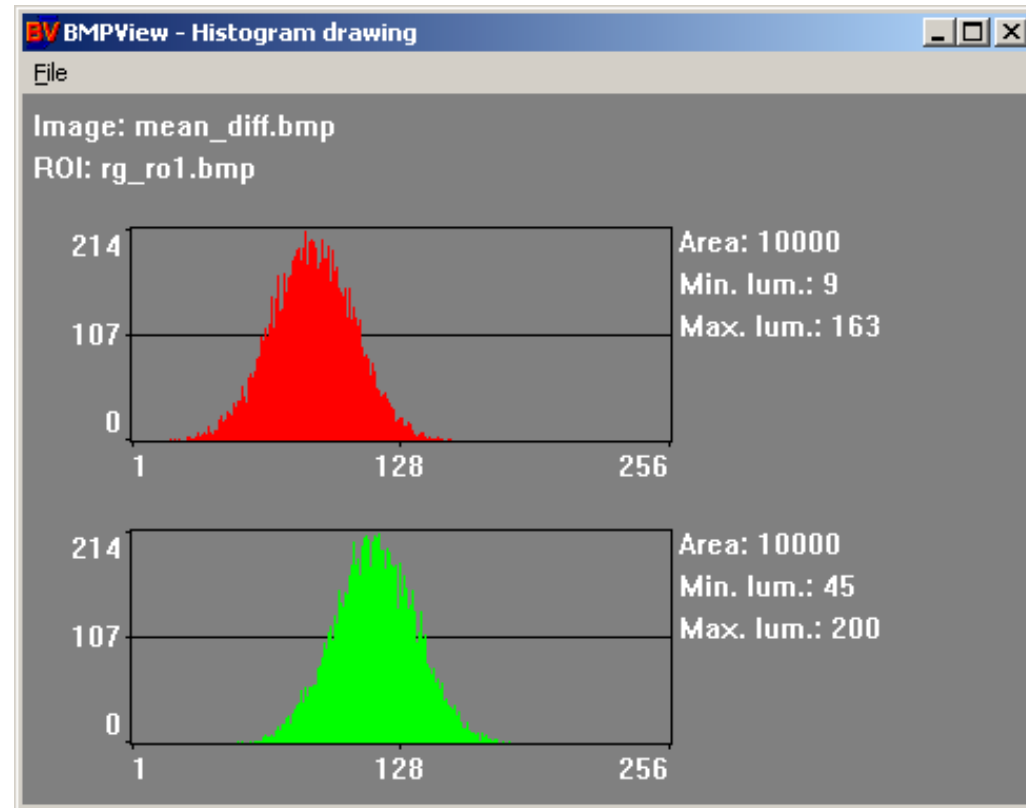 BV BMPView - Histogram drawing
File
Image: mean_diff.bmp
ROI: rg_ro1.bmp
214
107
0
1 128 256
Area: 10000
Min. lum.: 9
Max. lum.: 163
214
107
0
1 128 256
Area: 10000
Min. lum.: 45
Max. lum.: 200